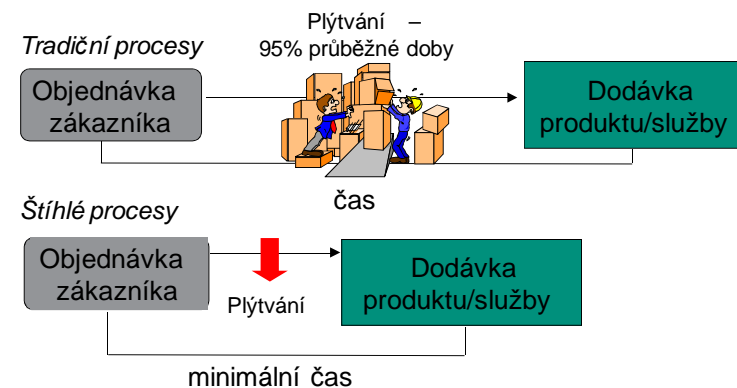 Plýtvání –
Tradiční procesy
95% průběžné doby
Objednávka
zákazníka
Dodávka
produktu/služby
čas
Štíhlé procesy
Objednávka
zákazníka
Plýtvání
Dodávka
produktu/služby
minimální čas